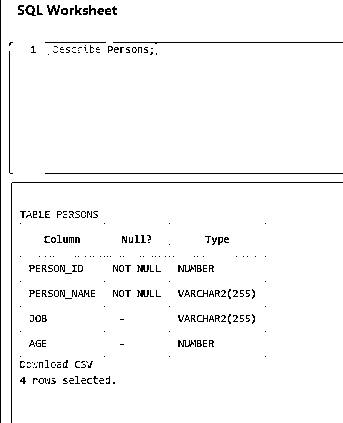 SQL Worksheet
1 Describe Persons;
TABLE PERSONS
Column Null? Type
PERSON_ID NOT NULL NUMBER
PERSON_NAME NOT NULL VARCHAR2(255)
JOB - VARCHAR2(255)
AGE - NUMBER
Download CSV
4 rows selected.